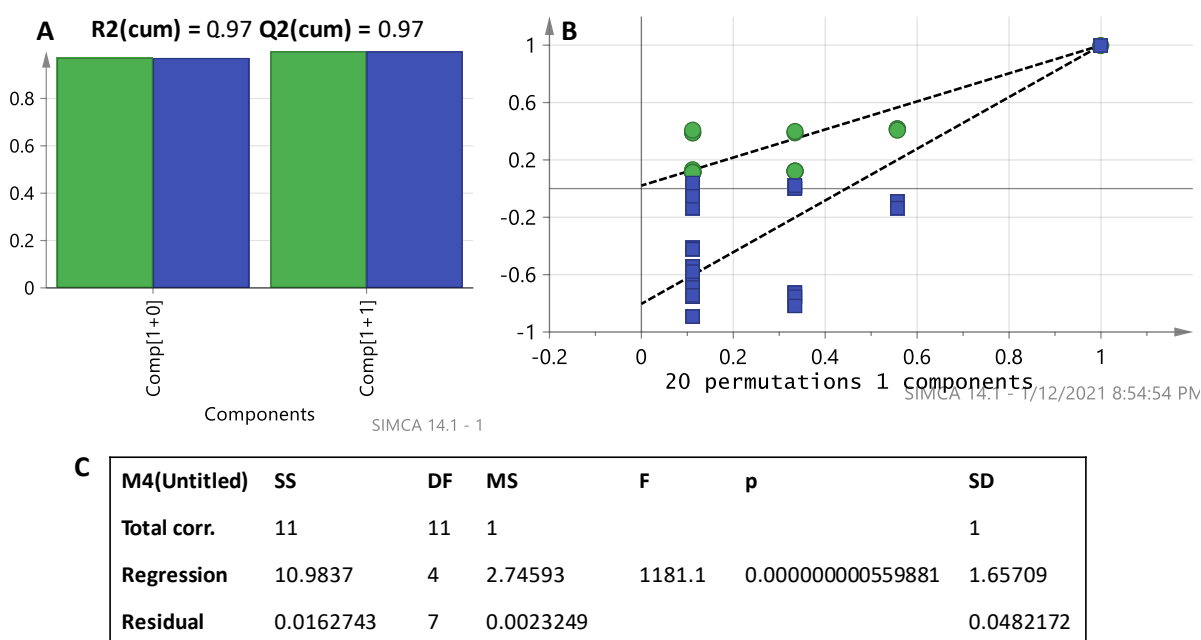 A
R2(cum) = 0.97 Q2(cum) = 0.97
0.8
0.6
0.4
0.2
0
Comp[1+0]
Comp[1+1]
Components
SIMCA 14.1 - 1
B
1
0.6
0.2
-0.2
-0.6
-1
-0.2 0 0.2 0.4 0.6 0.8 1
20 permutations 1 components
SIMCA 14.1 - 1/12/2021 8:54:54 PM
C
M4(Untitled) SS DF MS F p SD
Total corr. 11 11 1 1
Regression 10.9837 4 2.74593 1181.1 0.000000000559881 1.65709
Residual 0.0162743 7 0.0023249 0.0482172